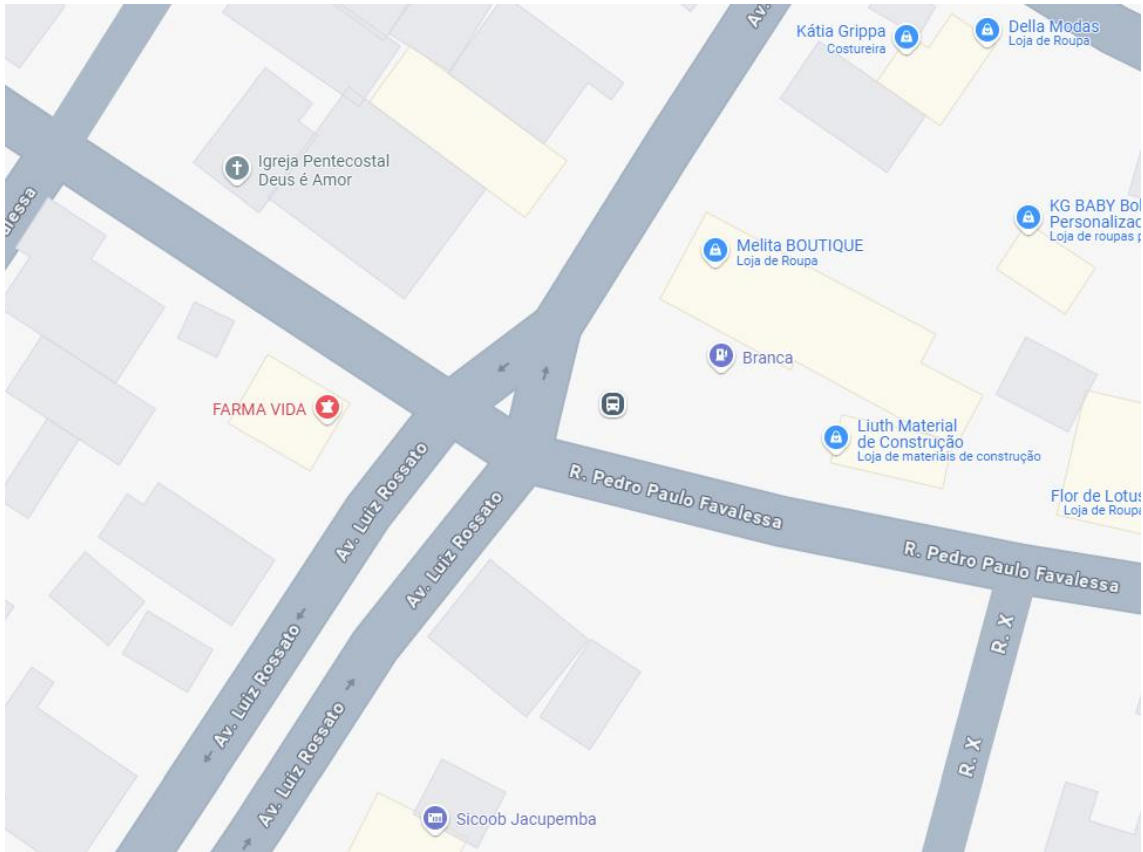 Av.
Kátia Grippa
Costureira
Della Modas
Loja de Roupa
Igreja Pentecostal
Deus é Amor
KG BABY
Loja de roupas
Melita BOUTIQUE
Loja de Roupa
Branca
FARMA VIDA
Liuth Material
de Construção
Loja de materiais de construção
Av. Luiz Rossato
Av. Luiz Rossato
R. Pedro Paulo Favalessa
Flor de Lotus
Loja de Roupa
R. Pedro Paulo Favalessa
R. X
Av. Luiz Rossato
Av. Luiz Rossato
R. X
Sicoob Jacupemba